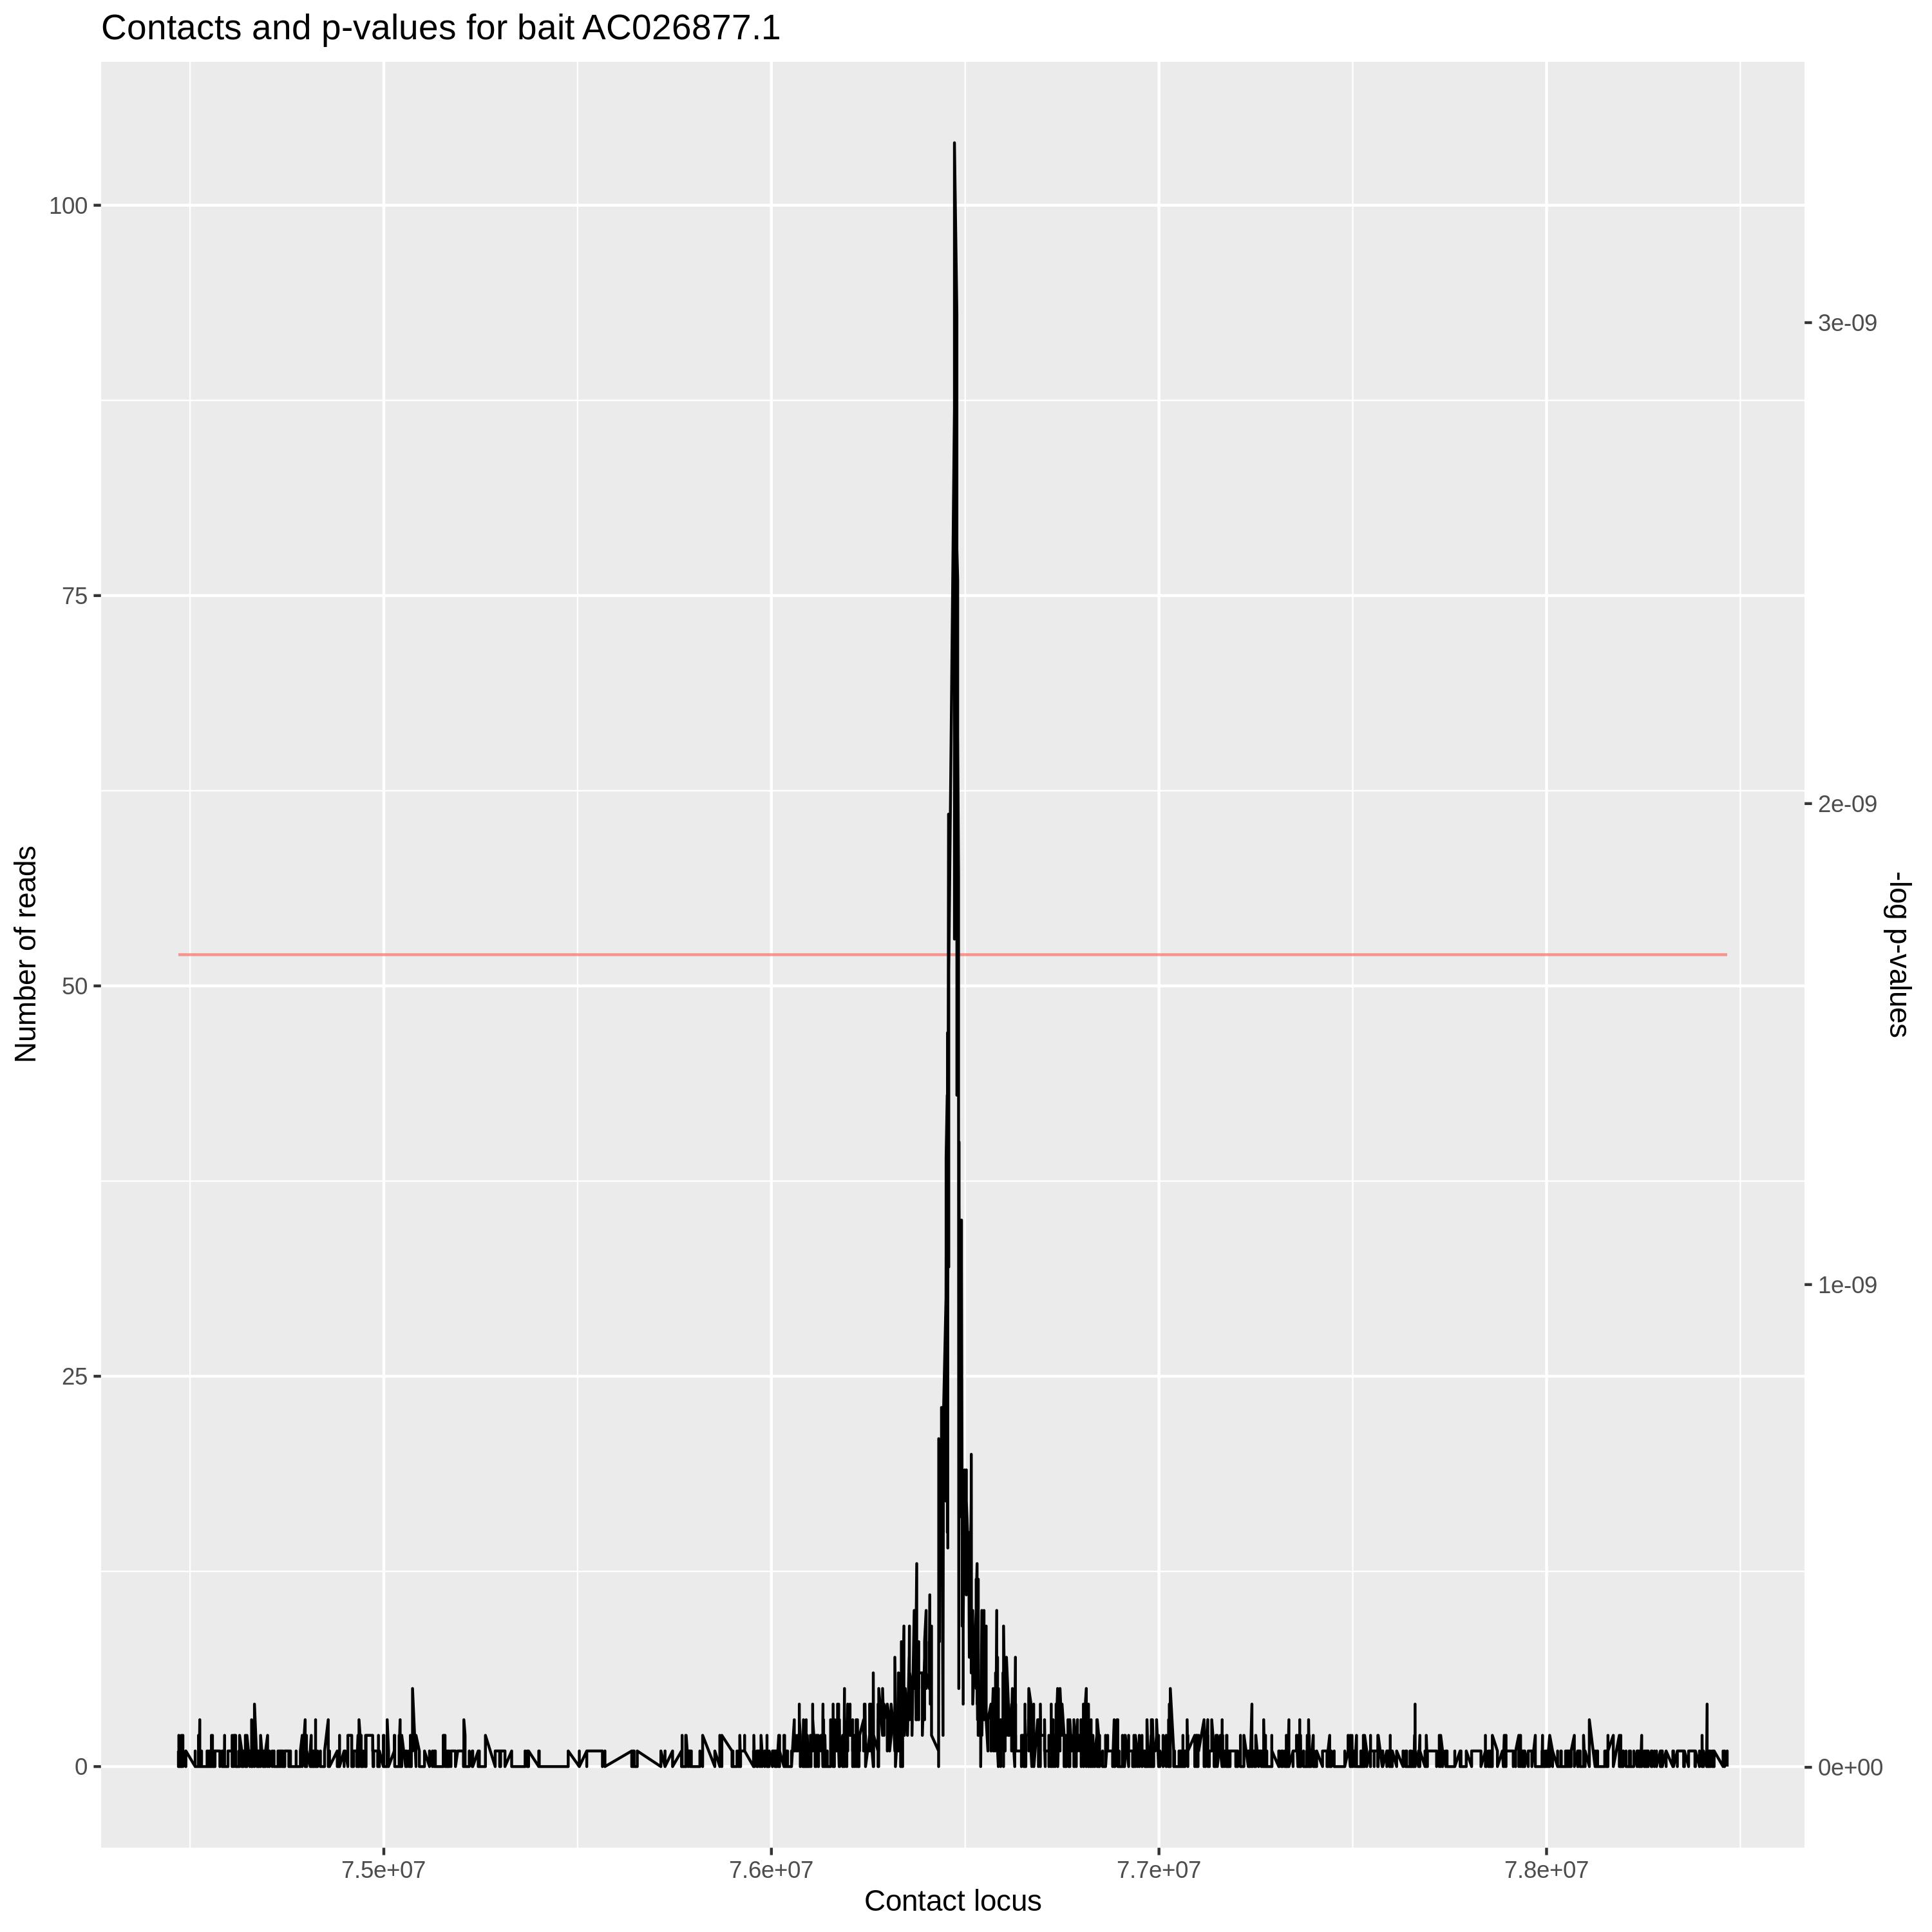 Contacts and p-values for bait AC026877.1
100
75
50
25
0
Number of reads
3e-09
2e-09
1e-09
0e+00
-log p-values
7.5e+07
7.6e+07
7.7e+07
7.8e+07
Contact locus